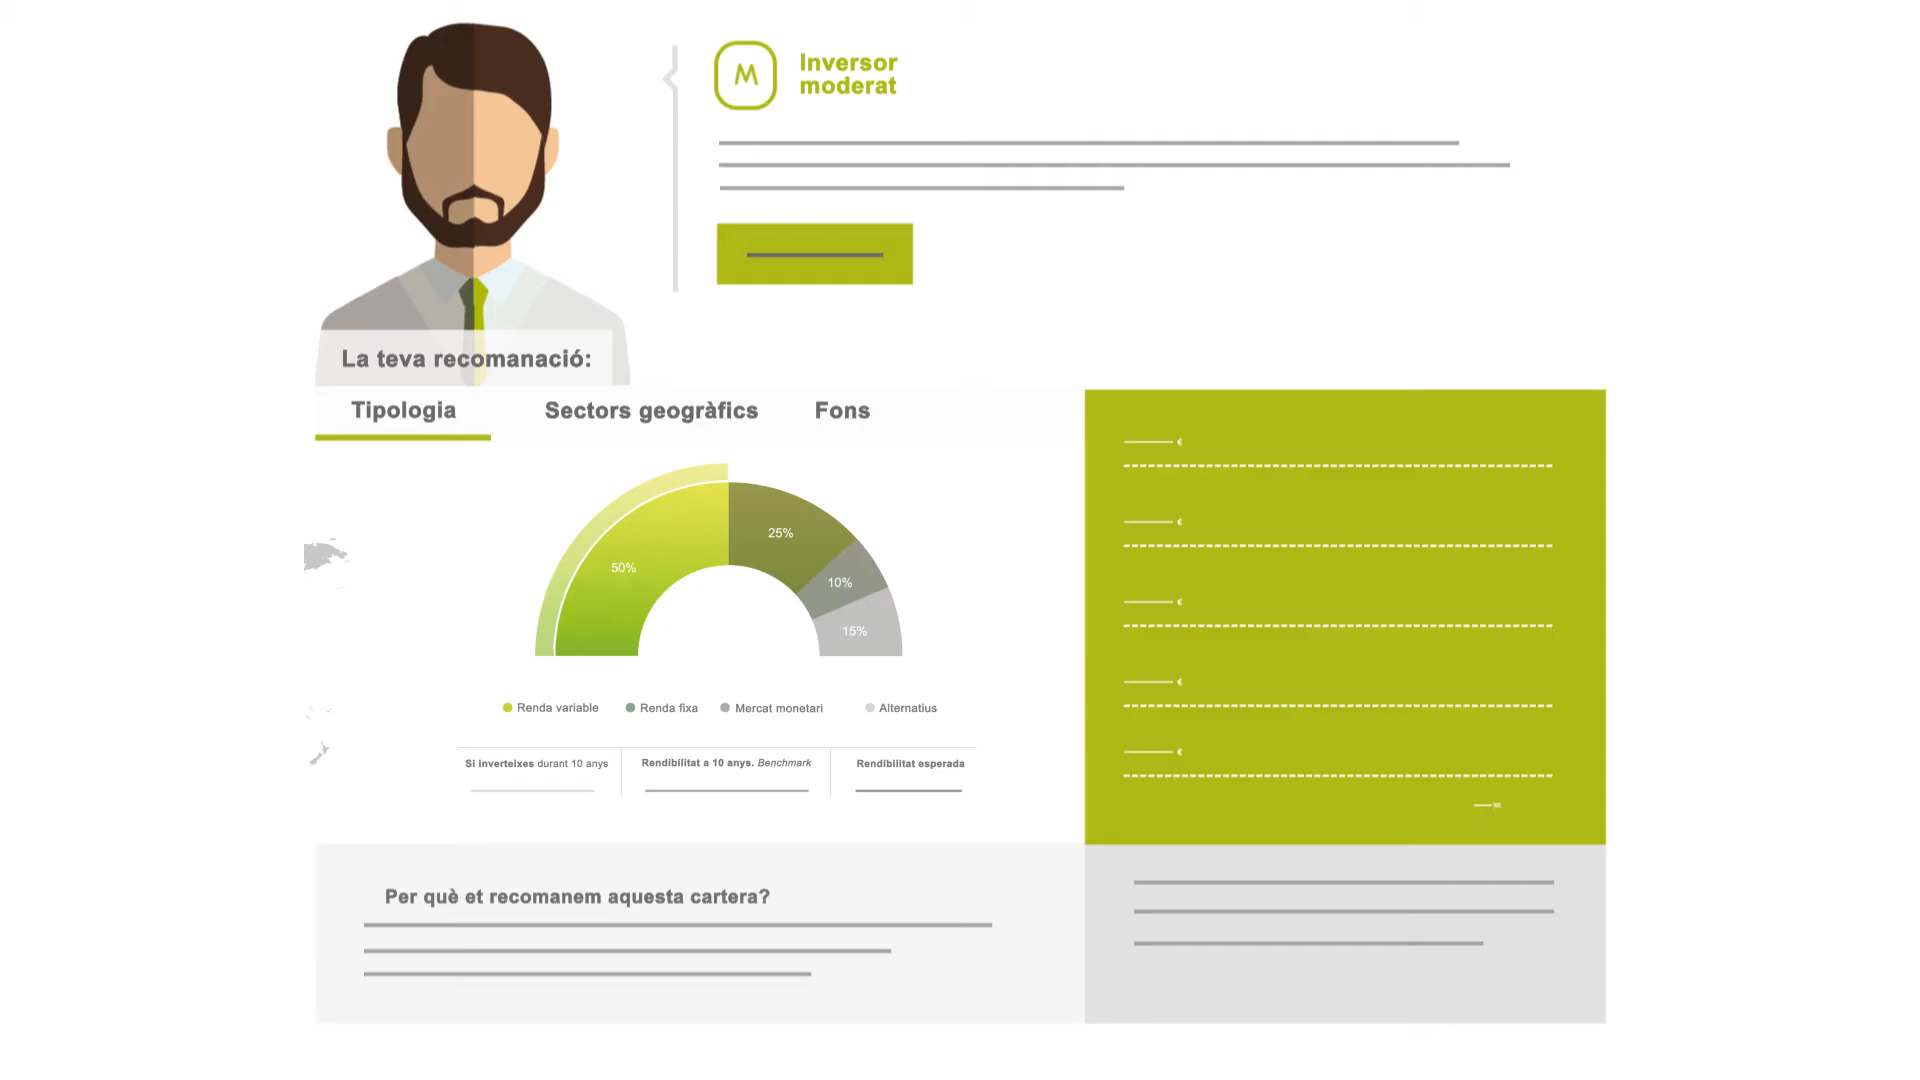 M
Inversor
moderat
La teva recomanació:
Tipologia Sectors geogràfics Fons
50%
25%
10%
15%
Renda variable Renda fixa Mercat monetari Alternatius
Si inverteixes durant 10 anys Rendibilitat a 10 anys. Benchmark Rendibilitat esperada
€
€
€
€
€
Per què et recomanem aquesta cartera?